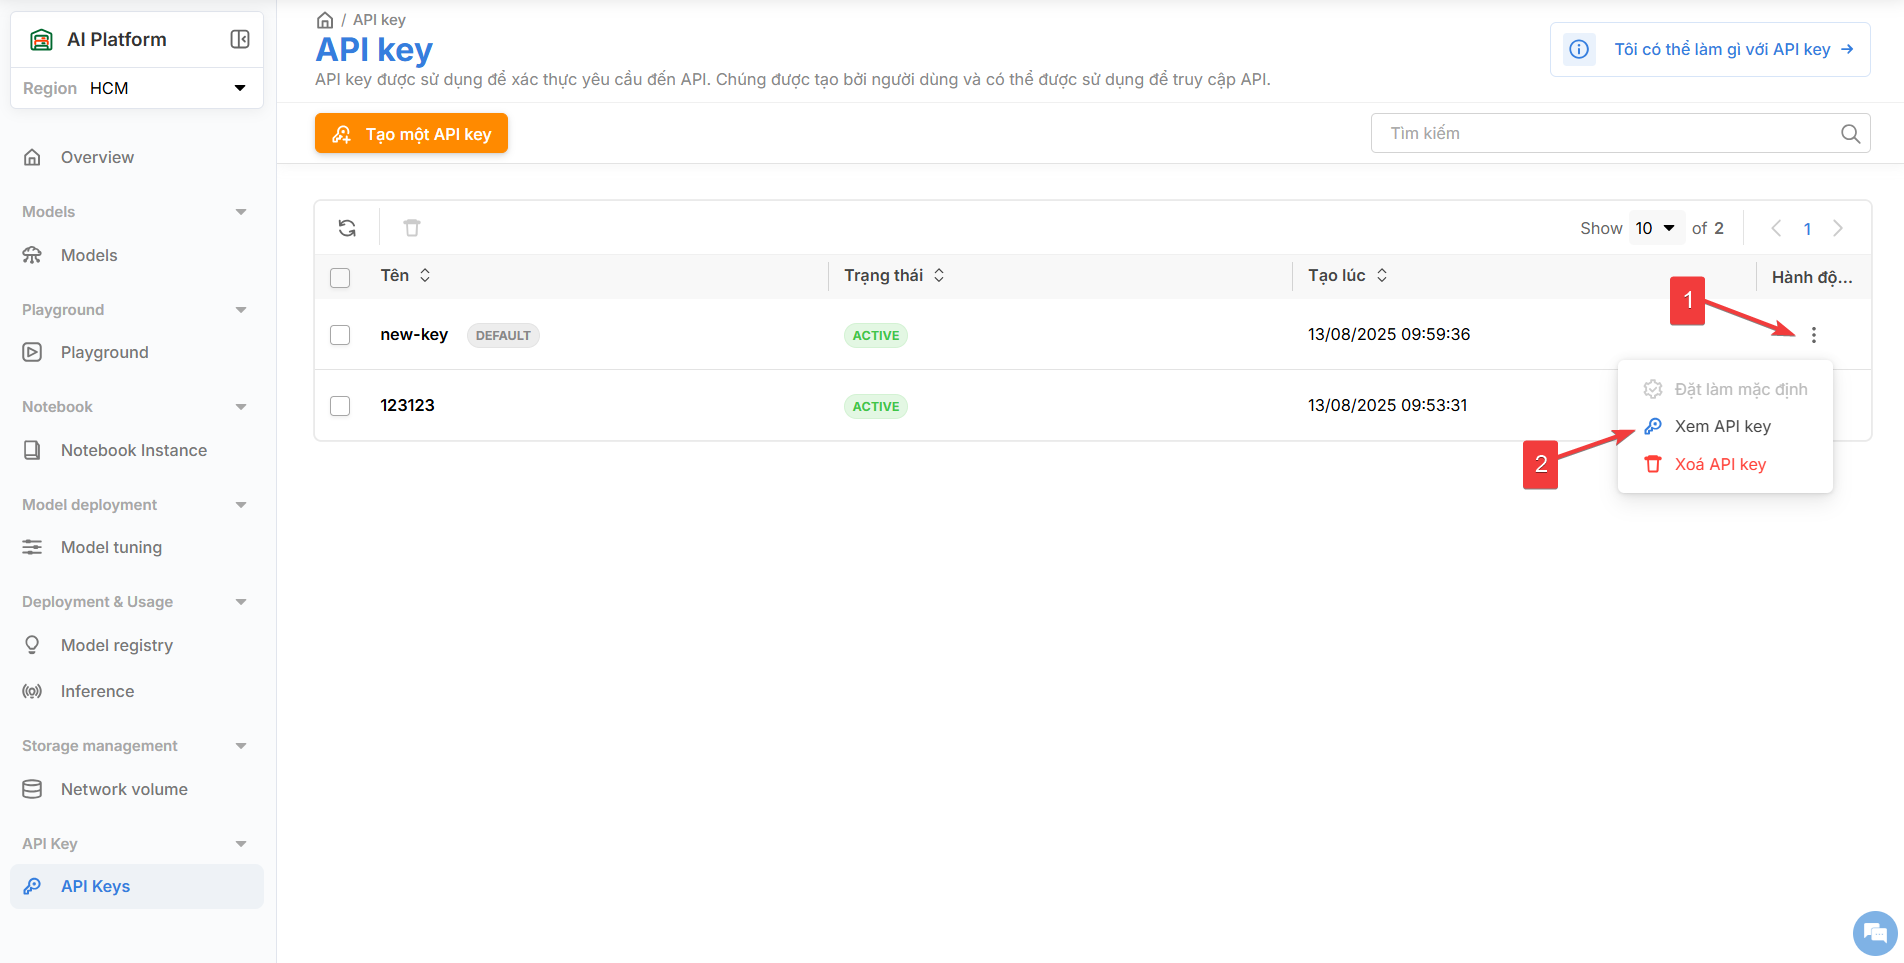 AI Platform
Region HCM
Overview
Models
Models
Playground
Playground
Notebook
Notebook Instance
Model deployment
Model tuning
Deployment & Usage
Model registry
Inference
Storage management
Network volume
API Key
API Keys
/ API key
API key
API key được sử dụng để xác thực yêu cầu đến API. Chúng được tạo bởi người dùng và có thể được sử dụng để truy cập API.
Tôi có thể làm gì với API key →
Tạo một API key
Tìm kiếm
Show 10 of 2 1
Tên Trạng thái Tạo lúc Hành độ...
1
new-key DEFAULT ACTIVE 13/08/2025 09:59:36
123123 ACTIVE 13/08/2025 09:53:31
Đặt làm mặc định
Xem API key
2
Xoá API key